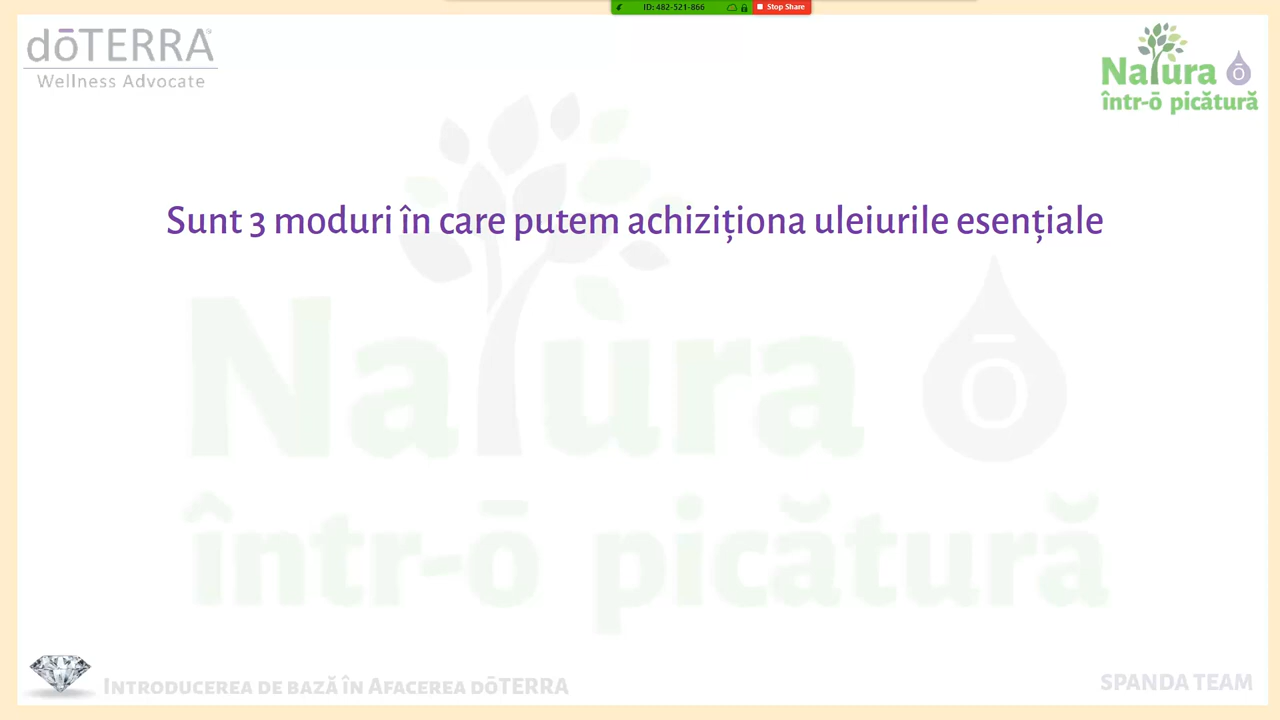 ID: 482-521-866
Stop Share
dōTERRA
Wellness Advocate
Natura ō
într-ō picătură
Sunt 3 moduri în care putem achiziționa uleiurile esențiale
Natura ō
într-ō picătură
Introducerea de bază în Afacerea dōTERRA
SPANDA TEAM